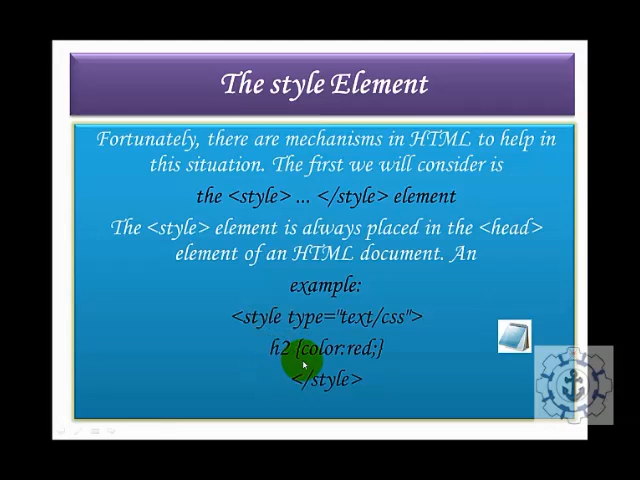 The style Element
Fortunately, there are mechanisms in HTML to help in
this situation. The first we will consider is
the <style> ... </style> element
The <style> element is always placed in the <head>
element of an HTML document. An
example:
<style type="text/css">
h2 {color:red;}
</style>